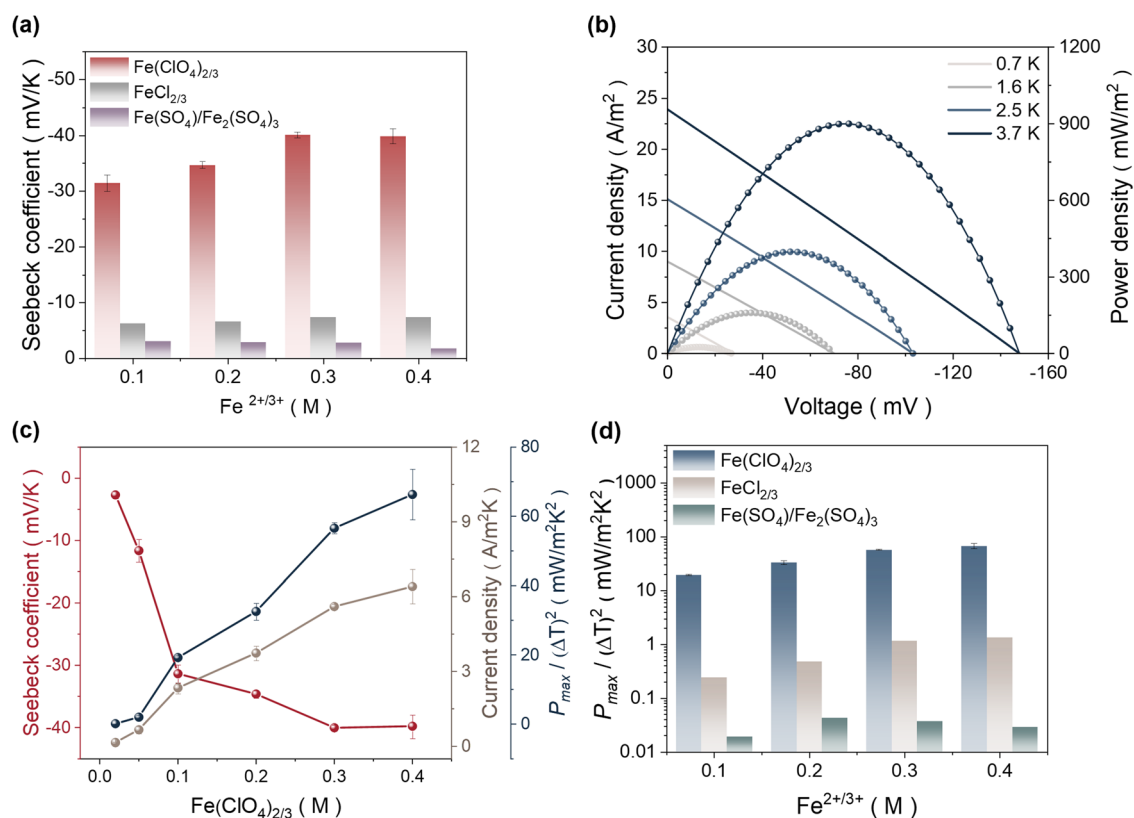 (a)
Seebeck coefficient ( mV/K )
-50
-40
-30
-20
-10
0
Fe(ClO₄)₂/₃
FeCl₂/₃
Fe(SO₄)/Fe₂(SO₄)₃
0.1 0.2 0.3 0.4
Fe ²⁺/³⁺ ( M )
(b)
Current density ( A/m² )
30
25
20
15
10
5
0
0.7 K
1.6 K
2.5 K
3.7 K
1200
900
600
300
0
Power density ( mW/m² )
0 -40 -80 -120 -160
Voltage ( mV )
(c)
Seebeck coefficient ( mV/K )
0
-10
-20
-30
-40
12
9
6
3
0
Current density ( A/m²K )
80
60
40
20
0
Pmax / (ΔT)² ( mW/m²K² )
0.0 0.1 0.2 0.3 0.4
Fe(ClO₄)₂/₃ ( M )
(d)
Pmax / (ΔT)² ( mW/m²K² )
1000
100
10
1
0.1
0.01
Fe(ClO₄)₂/₃
FeCl₂/₃
Fe(SO₄)/Fe₂(SO₄)₃
0.1 0.2 0.3 0.4
Fe²⁺/³⁺ ( M )